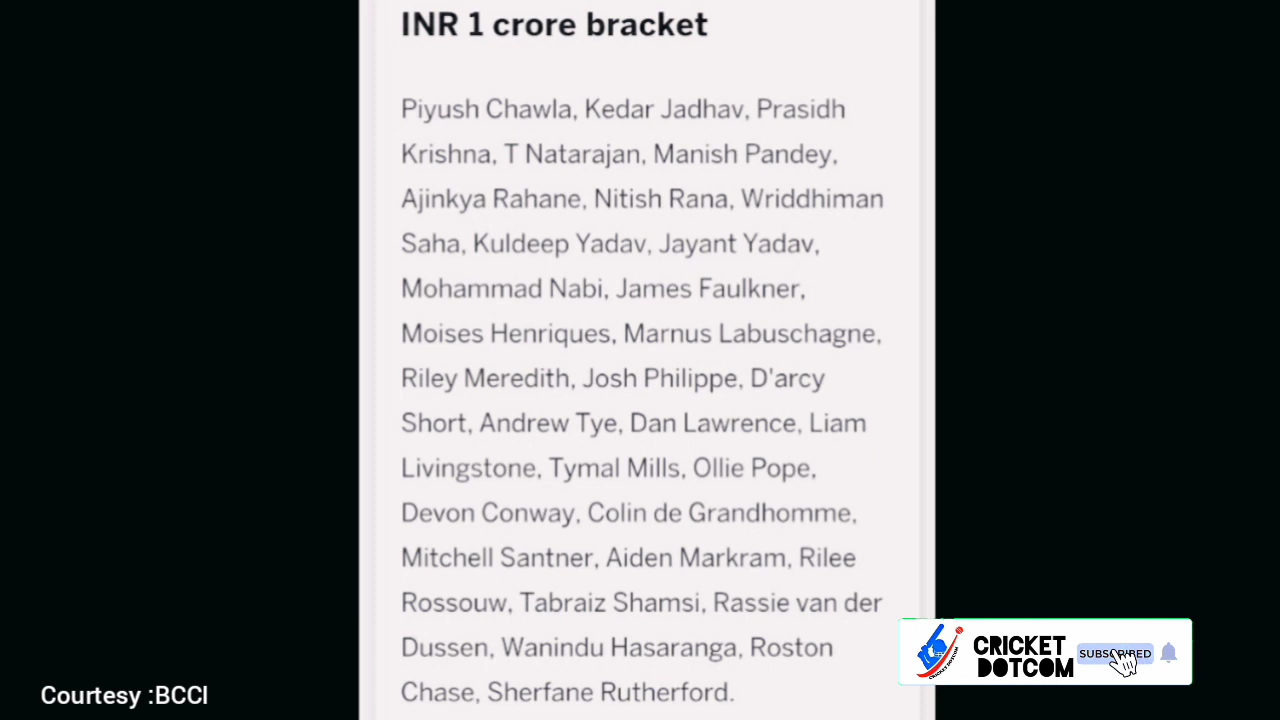 INR 1 crore bracket
Piyush Chawla, Kedar Jadhav, Prasidh
Krishna, T Natarajan, Manish Pandey,
Ajinkya Rahane, Nitish Rana, Wriddhiman
Saha, Kuldeep Yadav, Jayant Yadav,
Mohammad Nabi, James Faulkner,
Moises Henriques, Marnus Labuschagne,
Riley Meredith, Josh Philippe, D'arcy
Short, Andrew Tye, Dan Lawrence, Liam
Livingstone, Tymal Mills, Ollie Pope,
Devon Conway, Colin de Grandhomme,
Mitchell Santner, Aiden Markram, Rilee
Rossouw, Tabraiz Shamsi, Rassie van der
Dussen, Wanindu Hasaranga, Roston
Chase, Sherfane Rutherford.
Courtesy :BCCI
CRICKET DOTCOM
CRICKET
DOTCOM
SUBSCRIBED